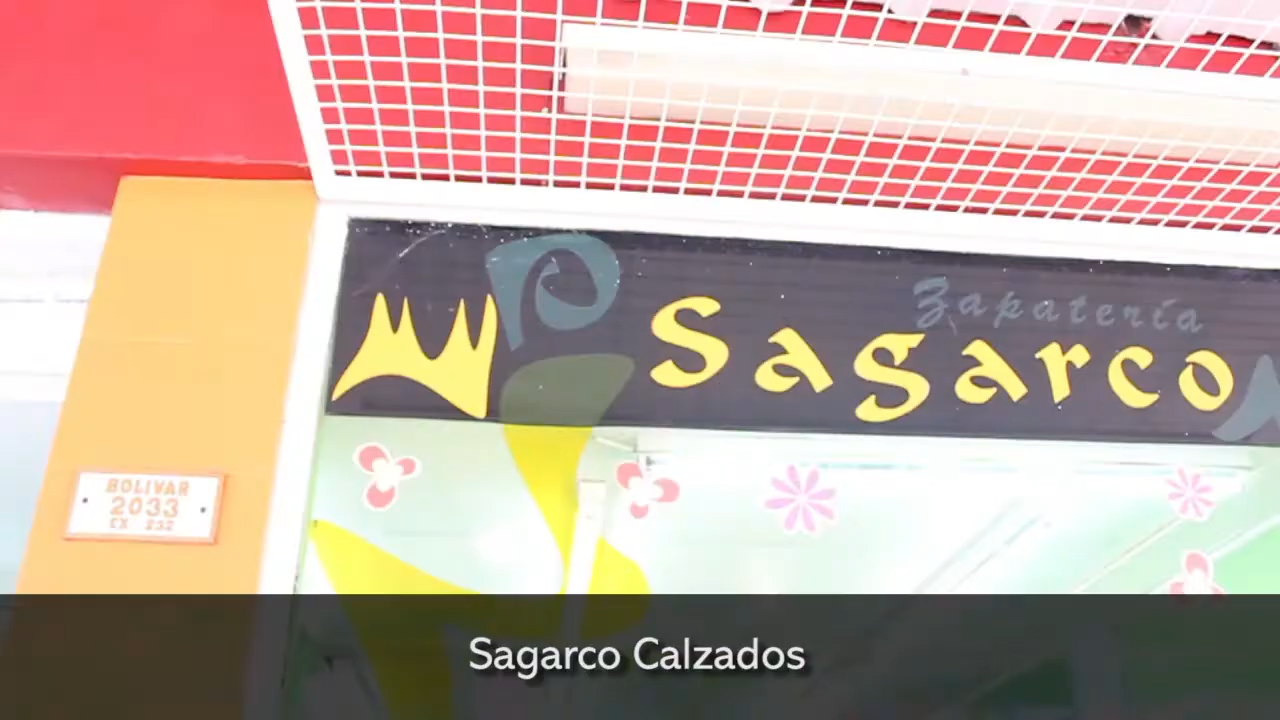 Zapatería
Sagarco
BOLIVAR
2033
EX 232
Sagarco Calzados